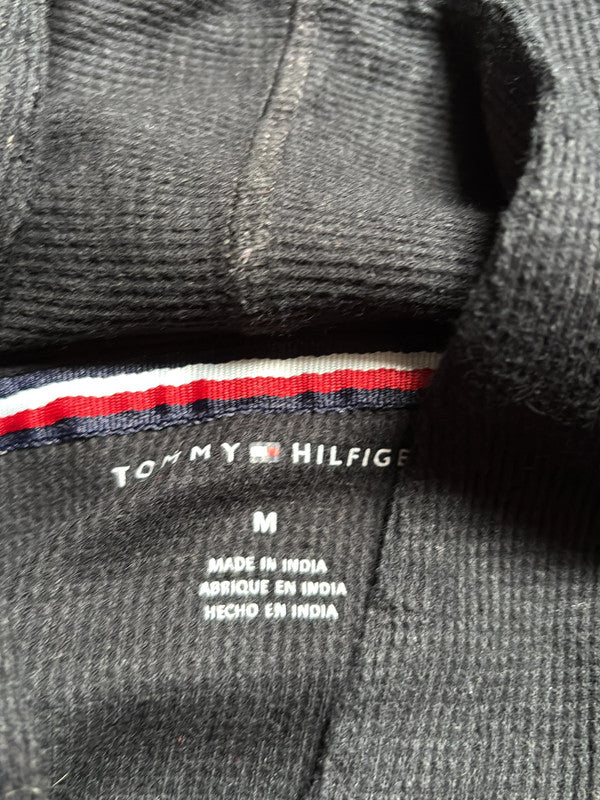 TOMMY HILFIGE
M
MADE IN INDIA
ABRIQUE EN INDIA
HECHO EN INDIA